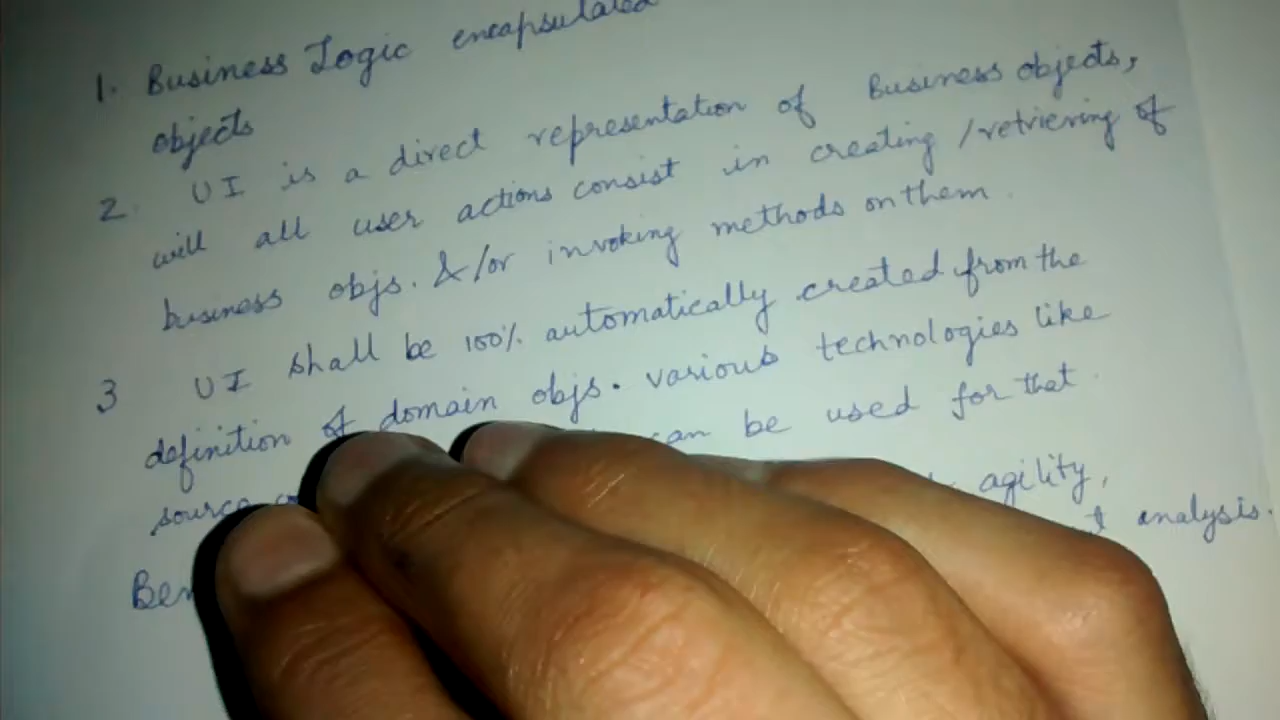 1. Business Logic encapsulated
objects
2. UI is a direct representation of Business objects,
will all user actions consist in creating /retrieving of
business objs. &/or invoking methods on them.
3 UI shall be 100% automatically created from the
definition of domain objs. various technologies like
source can be used for that.
agility,
analysis.